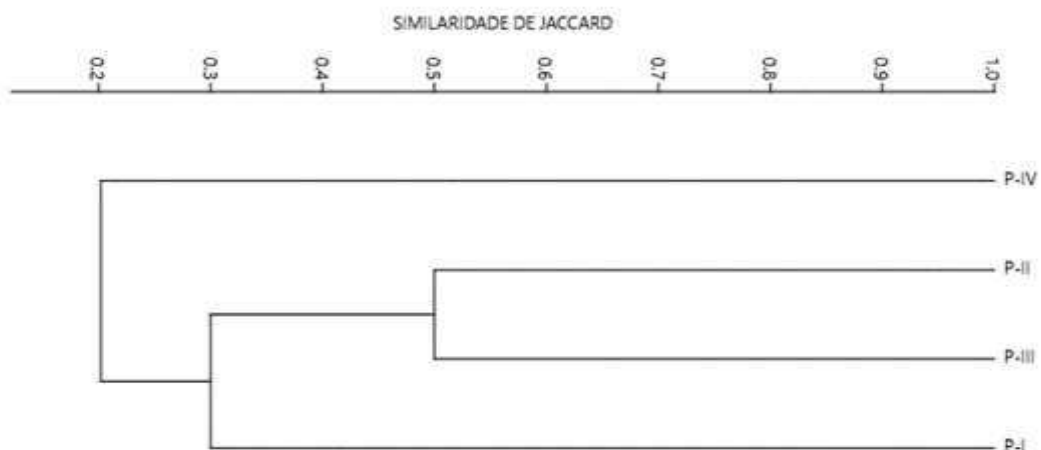 SIMILARIDADE DE JACCARD
0.2 0.3 0.4 0.5 0.6 0.7 0.8 0.9 1.0
P-IV
P-II
P-III
P-I